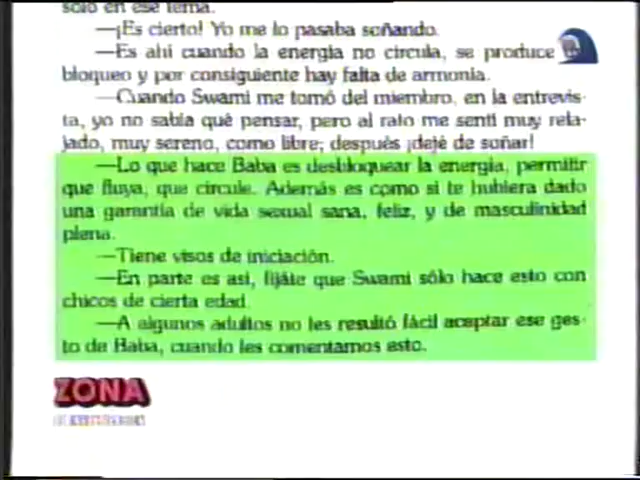 solo en ese tema.
—¡Es cierto! Yo me lo pasaba soñando.
—Es ahí cuando la energía no circula, se produce
bloqueo y por consiguiente hay falta de armonía.
—Cuando Swami me tomó del miembro, en la entrevis-
ta, yo no sabía qué pensar, pero al rato me sentí muy rela-
jado, muy sereno, como libre; después ¡dejé de soñar!
—Lo que hace Baba es desbloquear la energía, permitir
que fluya, que circule. Además es como si te hubiera dado
una garantía de vida sexual sana, feliz, y de masculinidad
plena.
—Tiene visos de iniciación.
—En parte es así, fijáte que Swami sólo hace esto con
chicos de cierta edad.
—A algunos adultos no les resultó fácil aceptar ese ges-
to de Baba, cuando les comentamos esto.
ZONA